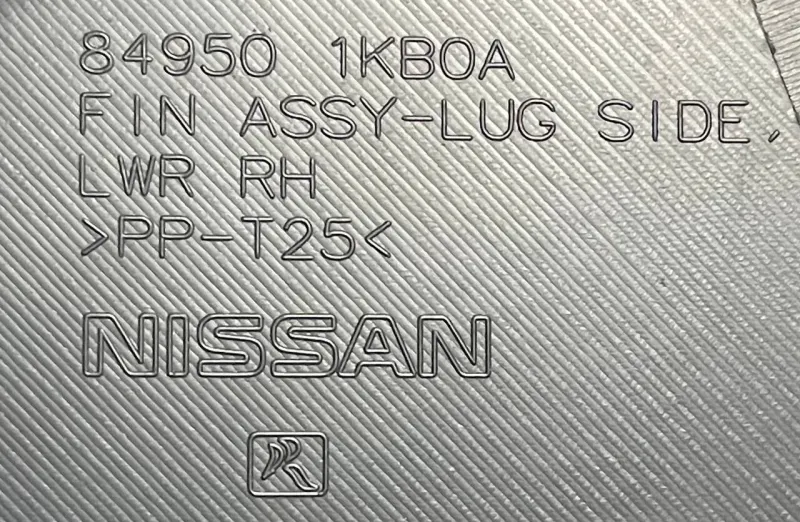 84950 1KB0A
FIN ASSY-LUG SIDE,
LWR RH
>PP-T25<
NISSAN